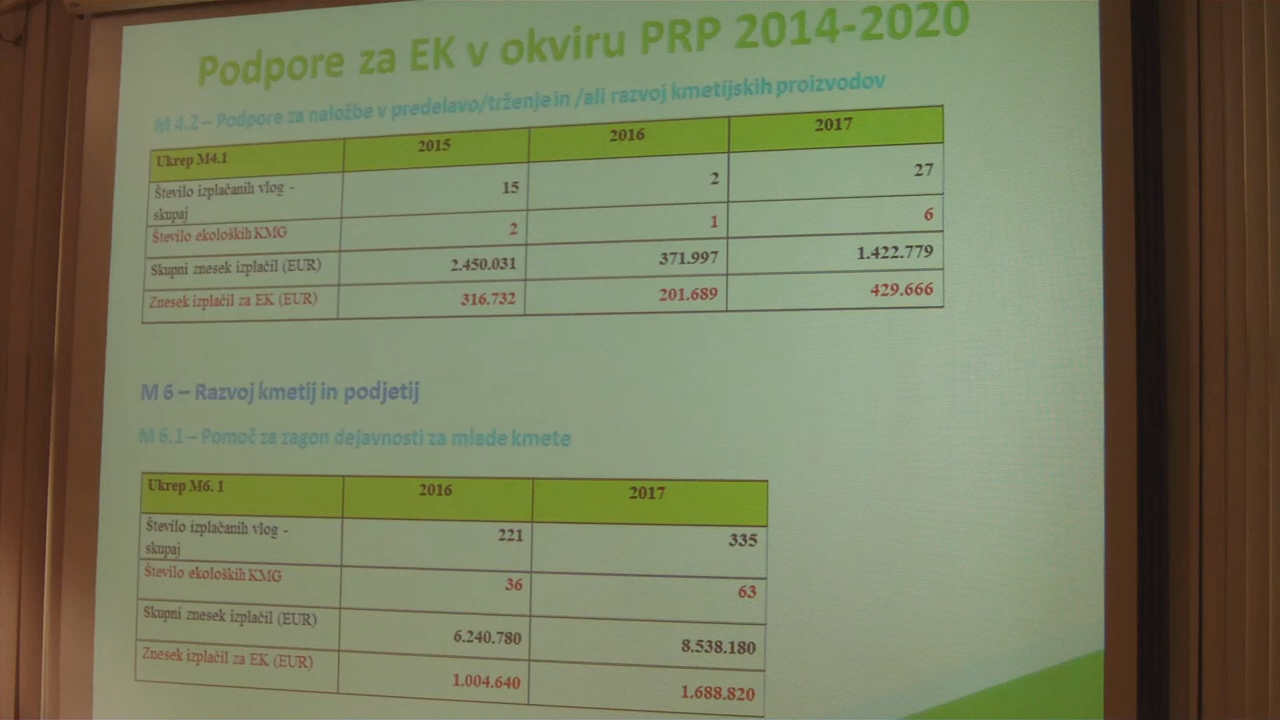 Podpore za EK v okviru PRP 2014-2020
M 4.2 – Podpore za naložbe v predelavo/trženje in /ali razvoj kmetijskih proizvodov
Ukrep M4.1 2015 2016 2017
Število izplačanih vlog - 15 2 27
skupaj
Število ekoloških KMG 2 1 6
Skupni znesek izplačil (EUR) 2.450.031 371.997 1.422.779
Znesek izplačil za EK (EUR) 316.732 201.689 429.666
M 6 – Razvoj kmetij in podjetij
M 6.1 – Pomoč za zagon dejavnosti za mlade kmete
Ukrep M6. 1 2016 2017
Število izplačanih vlog - 221 335
skupaj
Število ekoloških KMG 36 63
Skupni znesek izplačil (EUR) 6.240.780 8.538.180
Znesek izplačil za EK (EUR) 1.004.640 1.688.820